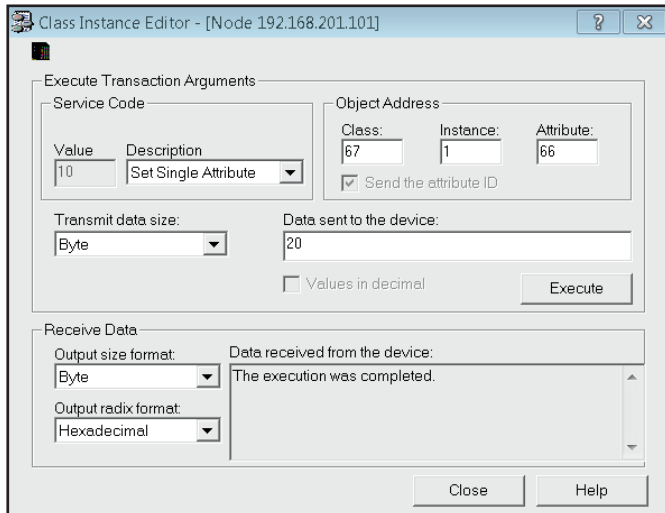 Class Instance Editor - [Node 192.168.201.101]
Execute Transaction Arguments
Service Code
Value Description
10 Set Single Attribute
Object Address
Class: Instance: Attribute:
67 1 66
Send the attribute ID
Transmit data size:
Byte
Data sent to the device:
20
Values in decimal
Execute
Receive Data
Output size format:
Byte
Output radix format:
Hexadecimal
Data received from the device:
The execution was completed.
Close Help